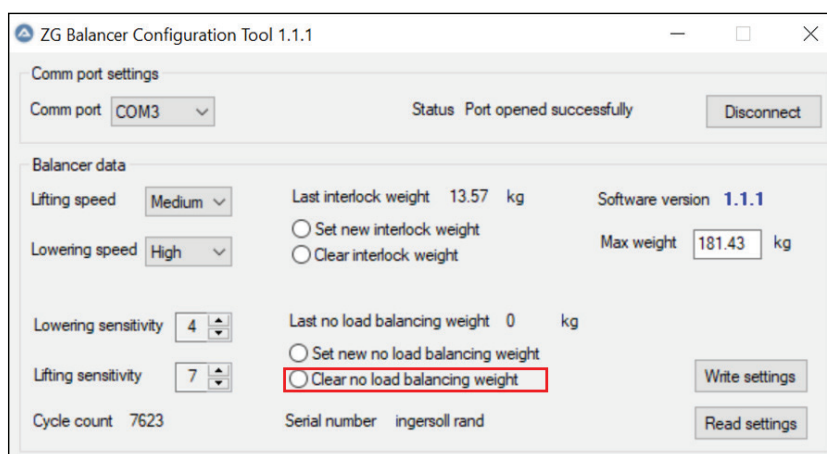 ZG Balancer Configuration Tool 1.1.1
Comm port settings
Comm port COM3 Status Port opened successfully Disconnect
Balancer data
Lifting speed Medium Last interlock weight 13.57 kg Software version 1.1.1
Set new interlock weight
Lowering speed High Clear interlock weight Max weight 181.43 kg
Lowering sensitivity 4 Last no load balancing weight 0 kg
Set new no load balancing weight
Lifting sensitivity 7 Clear no load balancing weight Write settings
Cycle count 7623 Serial number ingersoll rand Read settings